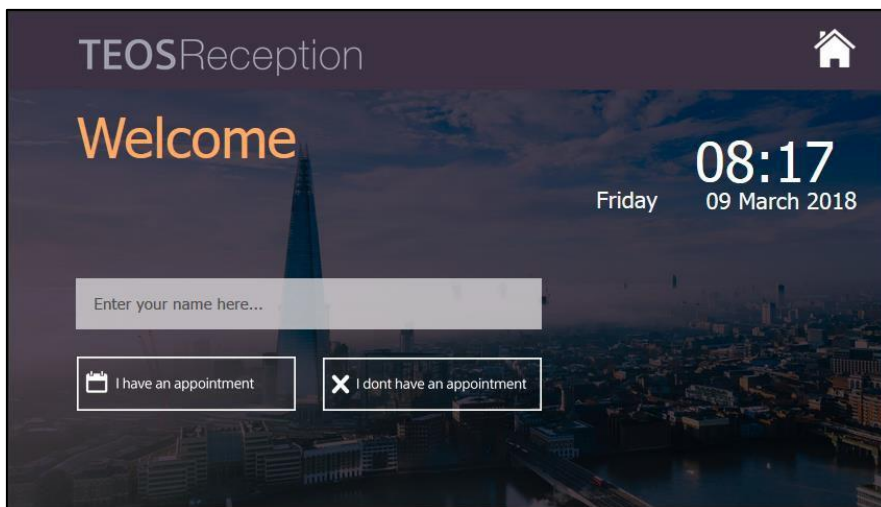 TEOSReception
Welcome
08:17
Friday 09 March 2018
Enter your name here...
I have an appointment
I dont have an appointment